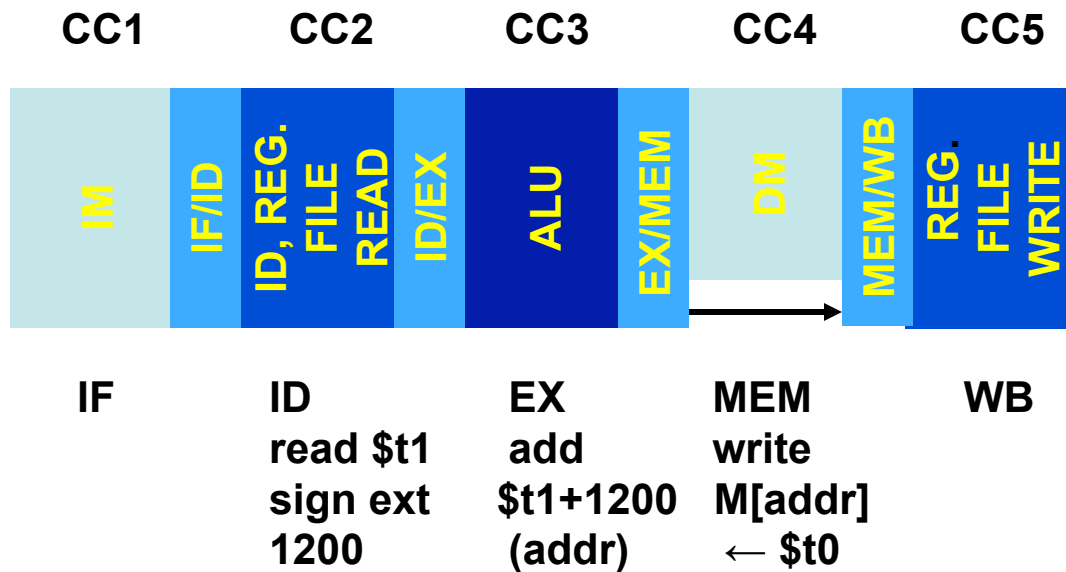 CC1 CC2 CC3 CC4 CC5
IM
IF/ID
ID, REG.
FILE
READ
ID/EX
ALU
EX/MEM
DM
MEM/WB
REG.
FILE
WRITE
IF ID EX MEM WB
read $t1 add write
sign ext $t1+1200 M[addr]
1200 (addr) ← $t0